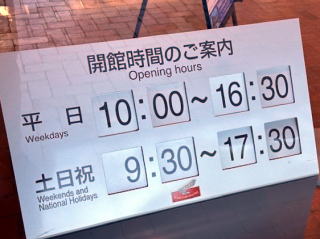 開館時間のご案内
Opening hours
平日 10:00～16:30
Weekdays
土日祝 9:30～17:30
Weekends and
National Holidays